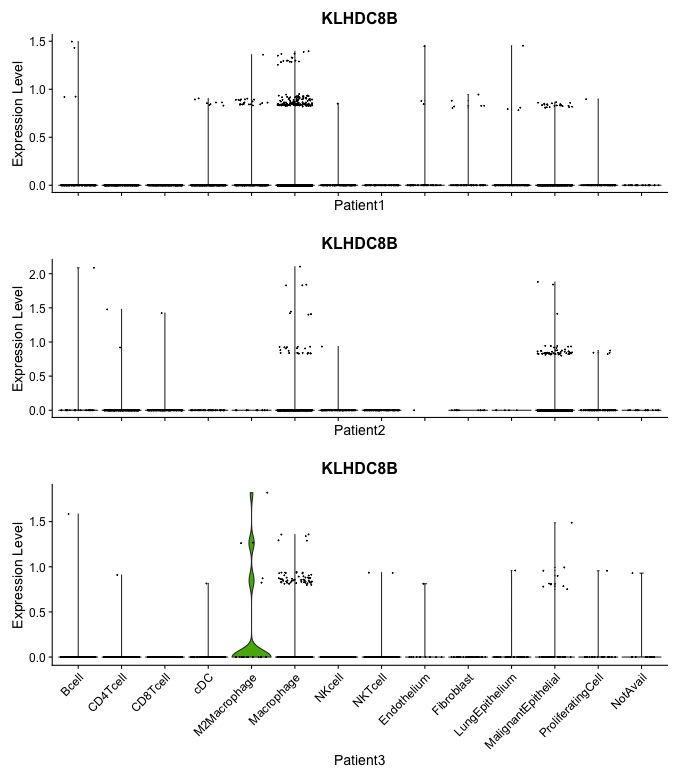 KLHDC8B
Expression Level
1.5
1.0
0.5
0.0
Patient1
KLHDC8B
Expression Level
2.0
1.5
1.0
0.5
0.0
Patient2
KLHDC8B
Expression Level
1.5
1.0
0.5
0.0
Bcell
CD4Tcell
CD8Tcell
cDC
M2Macrophage
Macrophage
NKcell
NKTcell
Endothelium
Fibroblast
LungEpithelium
MalignantEpithelial
ProliferatingCell
NotAvail
Patient3